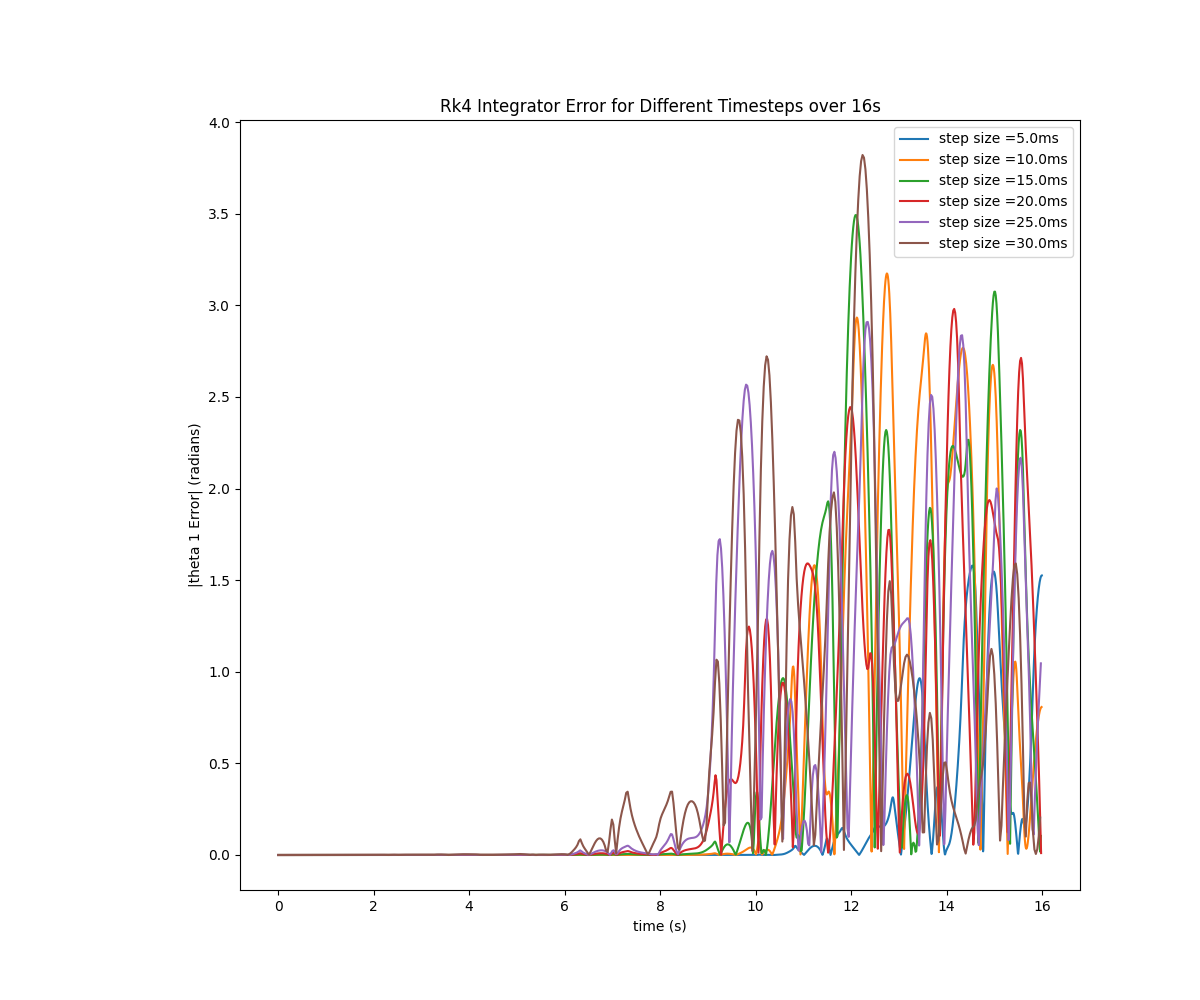 Rk4 Integrator Error for Different Timesteps over 16s
4.0
3.5
3.0
2.5
2.0
1.5
1.0
0.5
0.0
|theta 1 Error| (radians)
step size =5.0ms
step size =10.0ms
step size =15.0ms
step size =20.0ms
step size =25.0ms
step size =30.0ms
0 2 4 6 8 10 12 14 16
time (s)